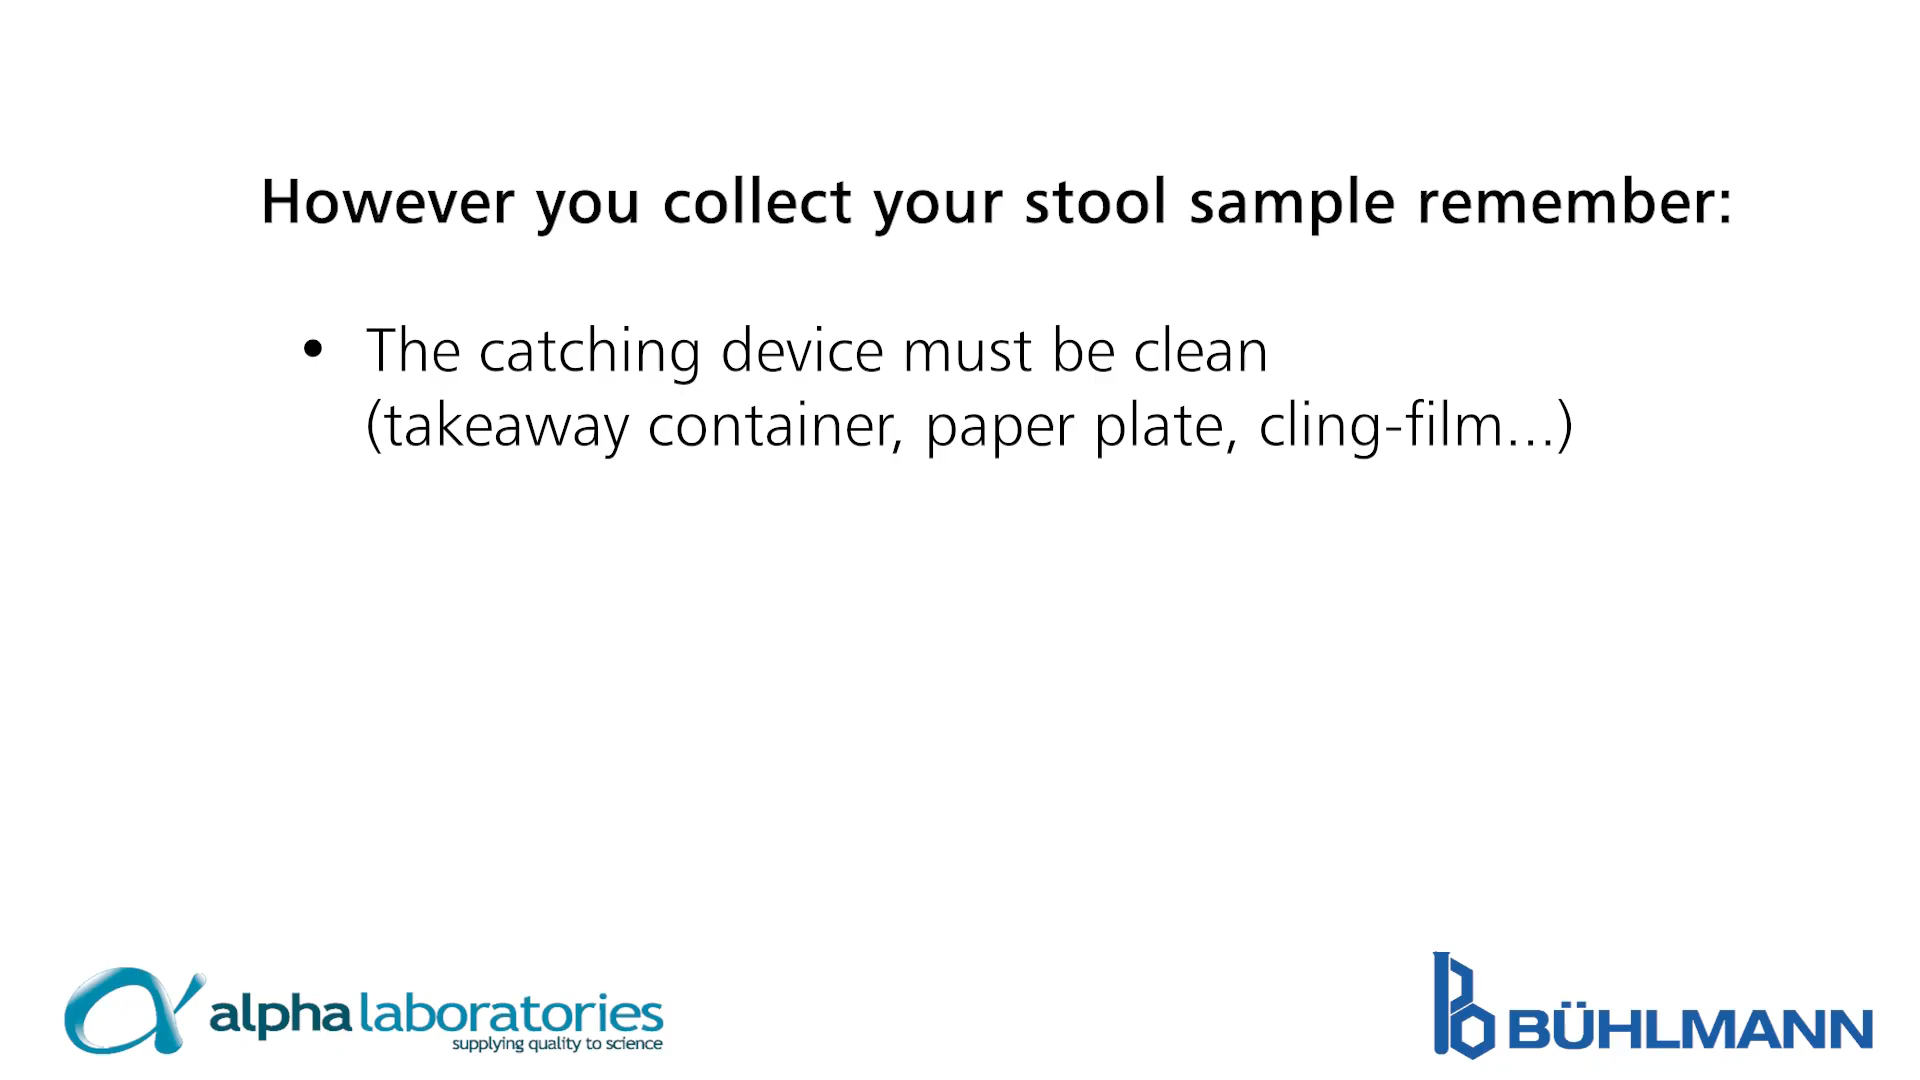 However you collect your stool sample remember:
• The catching device must be clean
(takeaway container, paper plate, cling-film...)
alpha laboratories
supplying quality to science
BÜHLMANN